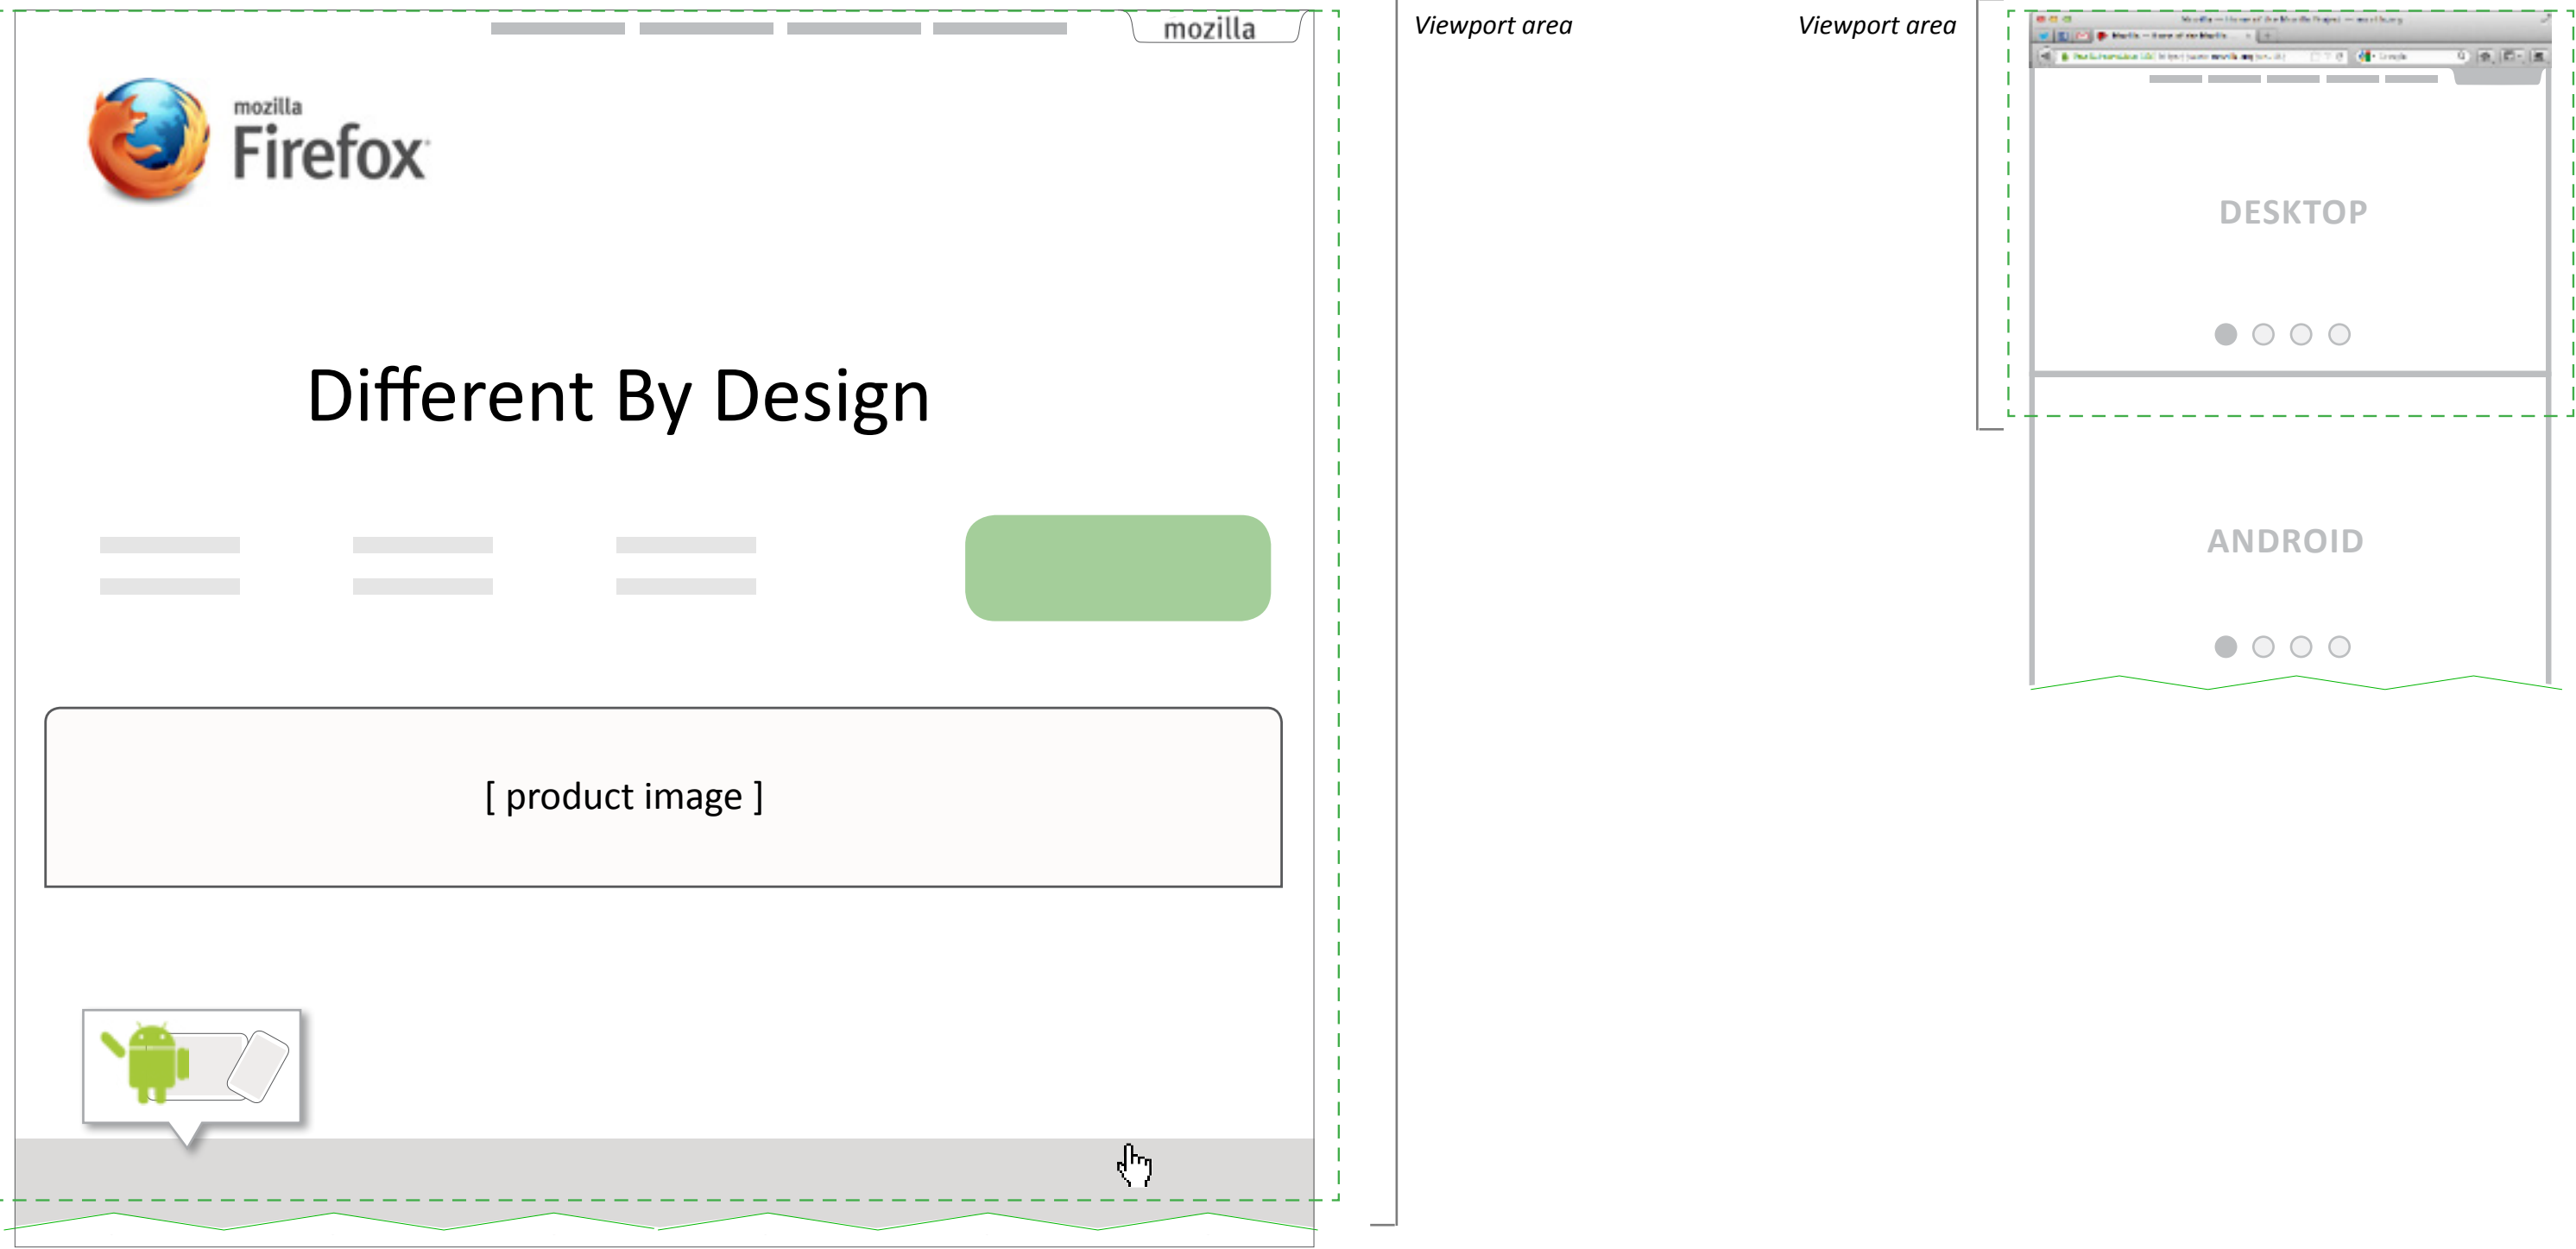 mozilla
mozilla
Firefox
Different By Design
[ product image ]
Viewport area
Viewport area
DESKTOP
ANDROID